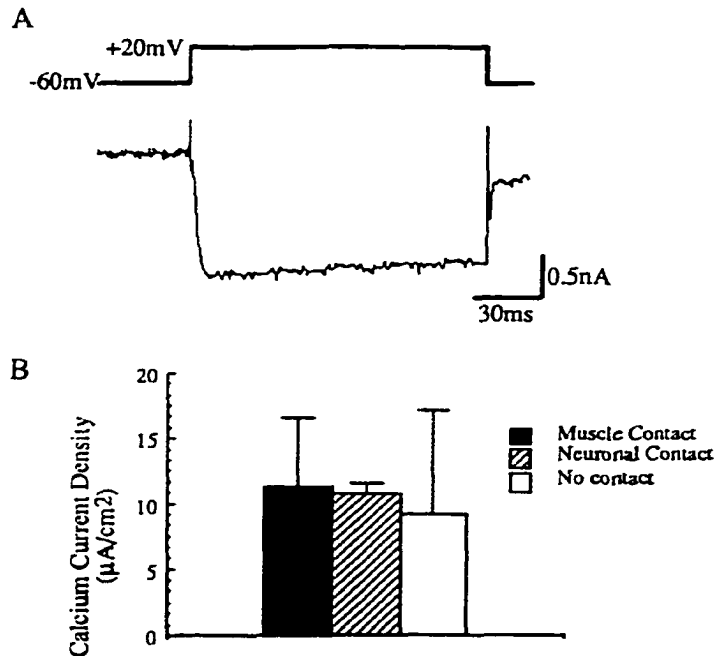 A
+20mV
-60mV
0.5nA
30ms
B
Calcium Current Density
(µA/cm2)
20
15
10
5
0
Muscle Contact
Neuronal Contact
No contact